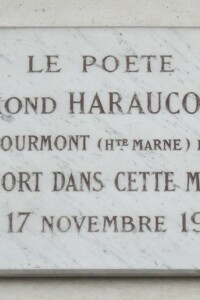 LE POETE
OND HARAUCO
OURMONT (HTE MARNE)
ORT DANS CETTE M
17 NOVEMBRE 19